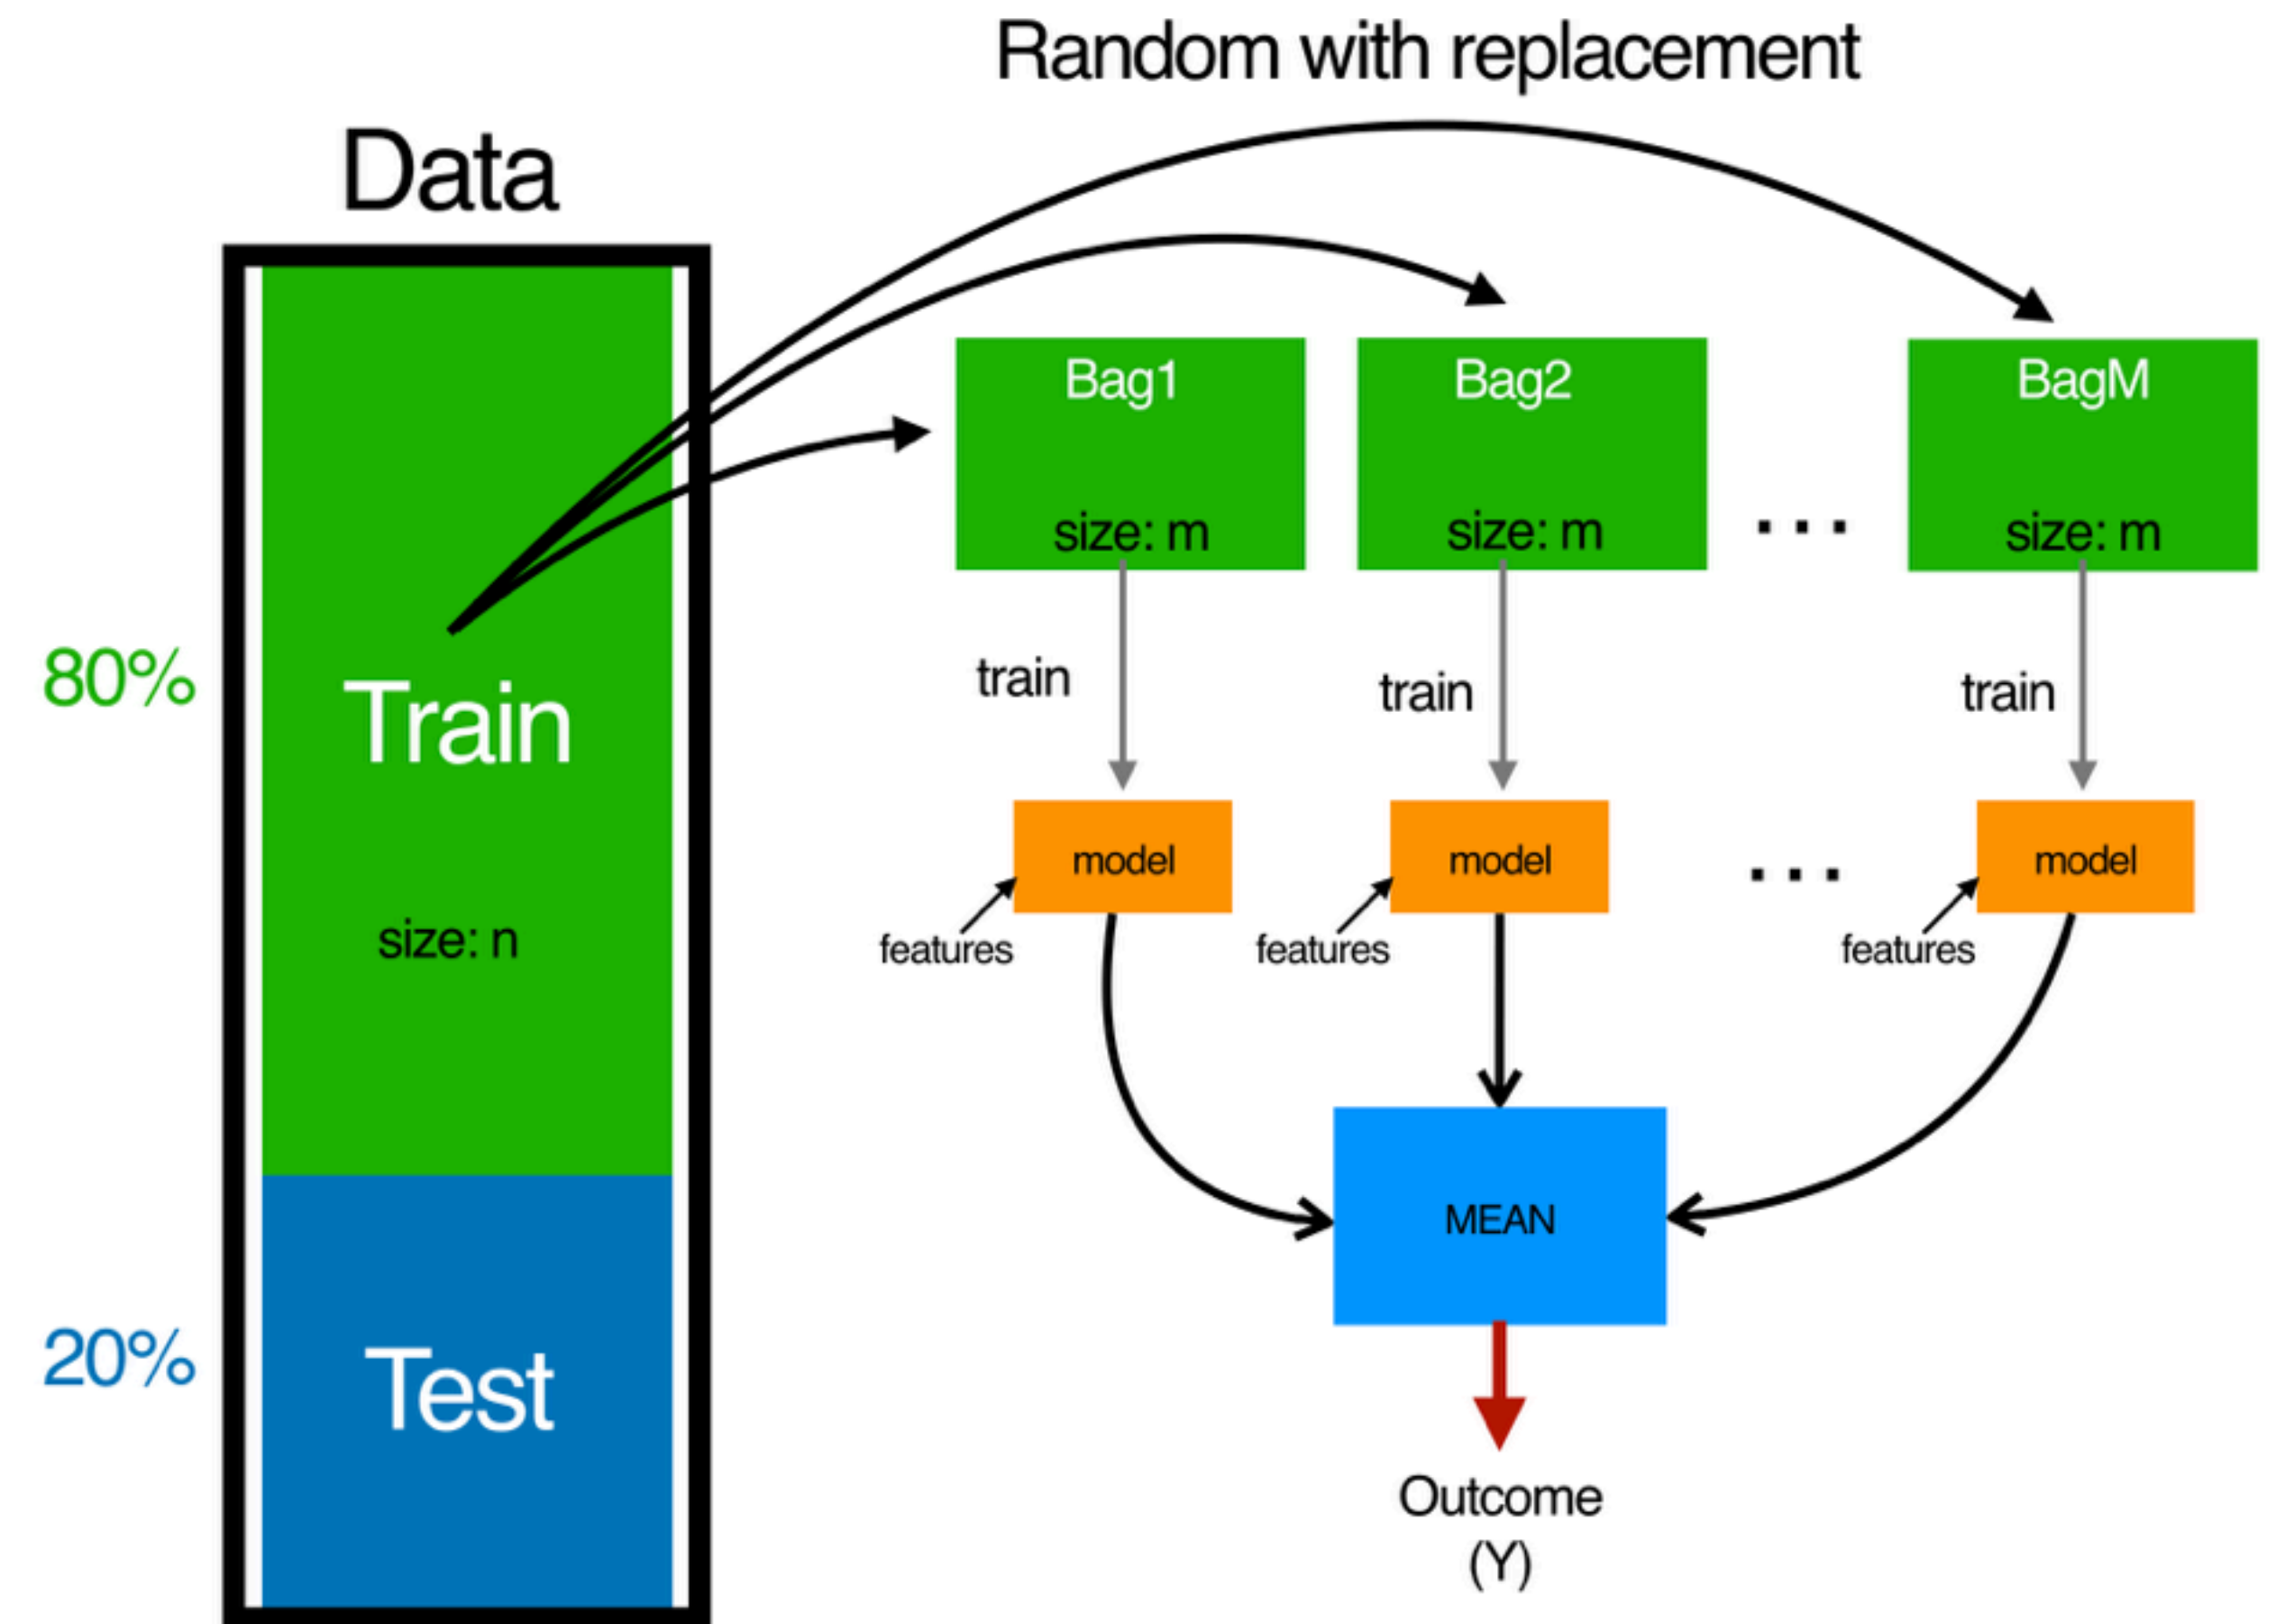 Random with replacement
Data
80%
Train
size: n
20%
Test
Bag1
size: m
Bag2
size: m
...
BagM
size: m
train
train
train
model
model
...
model
features
features
features
MEAN
Outcome
(Y)